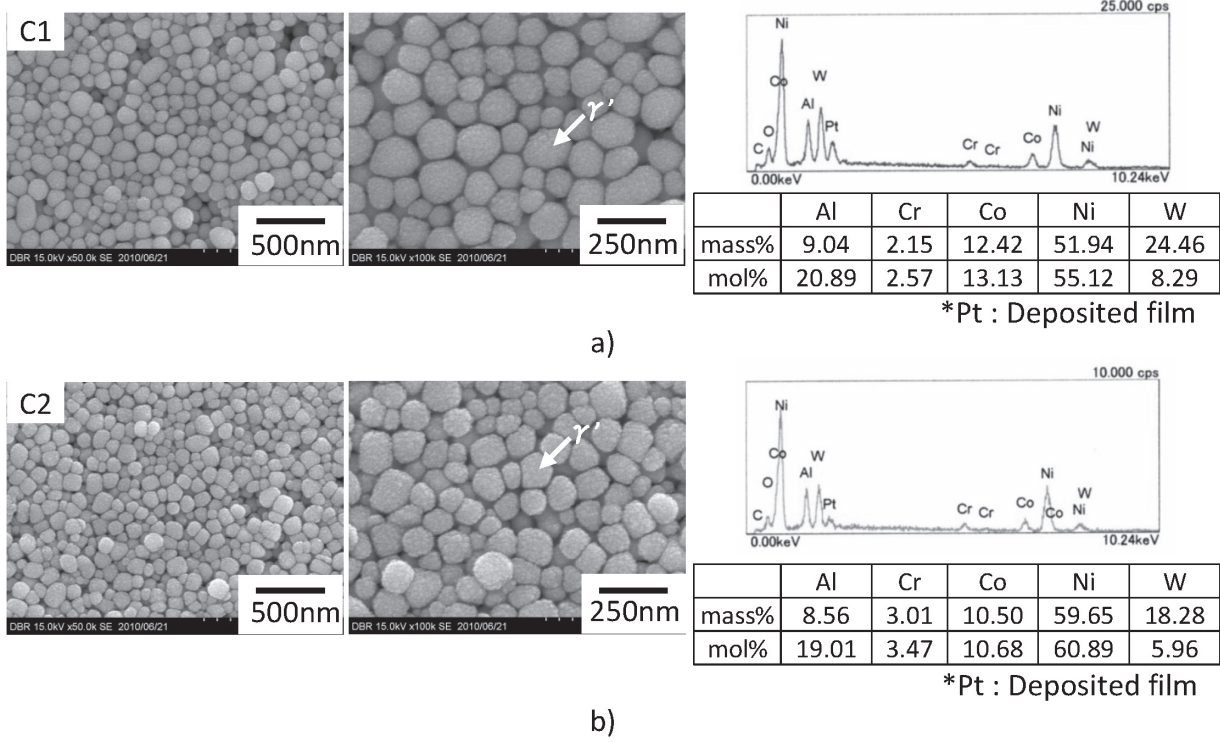 C1
γ'
500nm
250nm
DBR 15.0kV x50.0k SE 2010/06/21
DBR 15.0kV x100k SE 2010/06/21
25.000 cps
Ni
Co
W
Al
O
Pt
C
Ni
W
Co
Cr
Cr
Ni
0.00keV
10.24keV
Al Cr Co Ni W
mass% 9.04 2.15 12.42 51.94 24.46
mol% 20.89 2.57 13.13 55.12 8.29
*Pt : Deposited film
a)
C2
γ'
500nm
250nm
DBR 15.0kV x50.0k SE 2010/06/21
DBR 15.0kV x100k SE 2010/06/21
10.000 cps
Ni
Co
W
Al
O
Pt
C
Ni
W
Co
Cr
Cr
Co
Ni
0.00keV
10.24keV
Al Cr Co Ni W
mass% 8.56 3.01 10.50 59.65 18.28
mol% 19.01 3.47 10.68 60.89 5.96
*Pt : Deposited film
b)